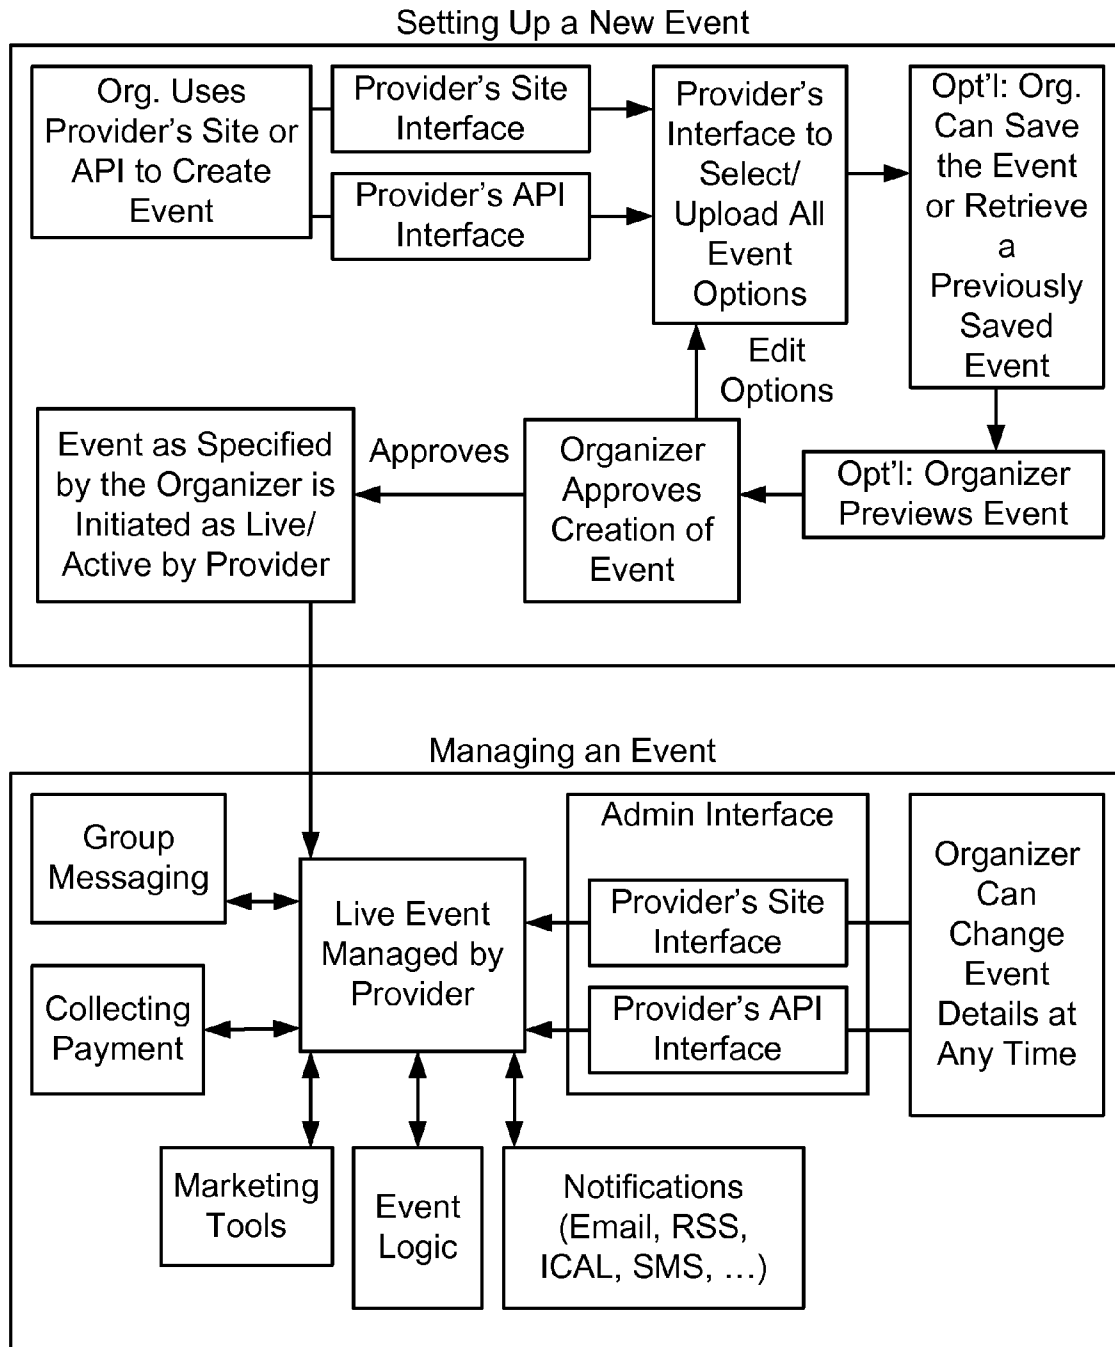 Setting Up a New Event
Org. Uses
Provider's Site or
API to Create
Event
Provider's Site
Interface
Provider's API
Interface
Provider's
Interface to
Select/
Upload All
Event
Options
Opt'l: Org.
Can Save
the Event
or Retrieve
a
Previously
Saved
Event
Edit
Options
Event as Specified
by the Organizer is
Initiated as Live/
Active by Provider
Approves
Organizer
Approves
Creation of
Event
Opt'l: Organizer
Previews Event
Managing an Event
Group
Messaging
Collecting
Payment
Live Event
Managed by
Provider
Admin Interface
Provider's Site
Interface
Provider's API
Interface
Organizer
Can
Change
Event
Details at
Any Time
Marketing
Tools
Event
Logic
Notifications
(Email, RSS,
ICAL, SMS, …)